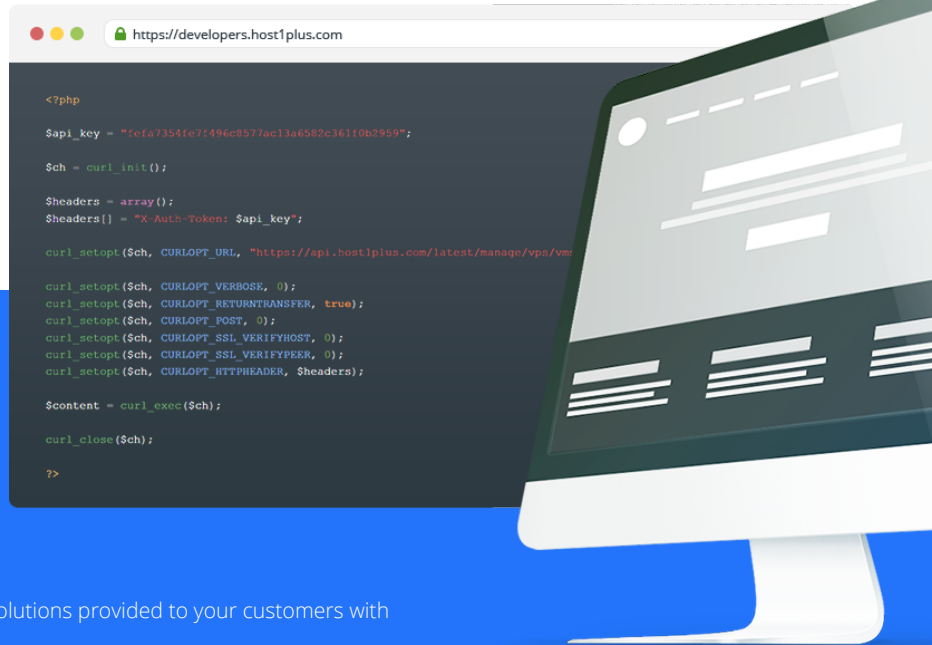 https://developers.host1plus.com
<?php
$api_key = "fefa7354fe7f496c8577ac13a6582c361f0b2959";
$ch = curl_init();
$headers = array();
$headers[] = "X-Auth-Token: $api_key";
curl_setopt($ch, CURLOPT_URL, "https://api.host1plus.com/latest/manage/vps/vms
curl_setopt($ch, CURLOPT_VERBOSE, 0);
curl_setopt($ch, CURLOPT_RETURNTRANSFER, true);
curl_setopt($ch, CURLOPT_POST, 0);
curl_setopt($ch, CURLOPT_SSL_VERIFYHOST, 0);
curl_setopt($ch, CURLOPT_SSL_VERIFYPEER, 0);
curl_setopt($ch, CURLOPT_HTTPHEADER, $headers);
$content = curl_exec($ch);
curl_close($ch);
?>
olutions provided to your customers with